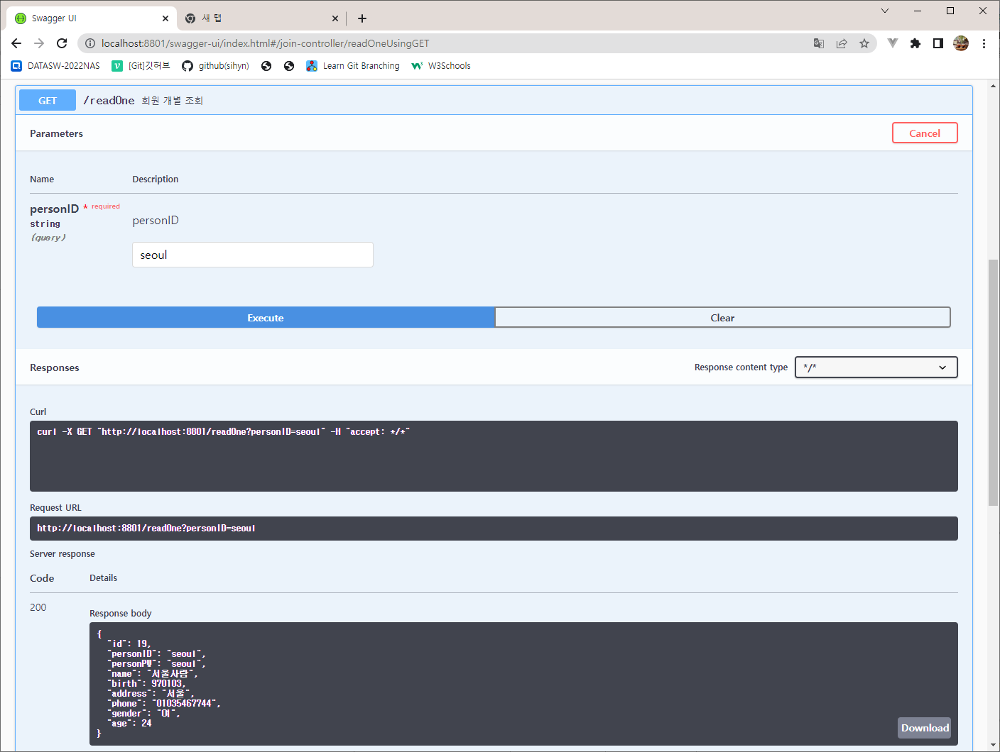 Swagger UI
새 탭
localhost:8801/swagger-ui/index.html#/join-controller/readOneUsingGET
DATASW-2022NAS
[Git]깃허브
github(sihyn)
Learn Git Branching
W3Schools
GET /readOne 회원 개별 조회
Parameters
Cancel
Name Description
personID * required
string
(query)
personID
seoul
Execute
Clear
Responses
Response content type
*/*
Curl
curl -X GET "http://localhost:8801/readOne?personID=seoul" -H "accept: */*"
Request URL
http://localhost:8801/readOne?personID=seoul
Server response
Code Details
200
Response body
{
"id": 19,
"personID": "seoul",
"personPW": "seoul",
"name": "서울사람",
"birth": 970103,
"address": "서울",
"phone": "01035467744",
"gender": "여",
"age": 24
}
Download